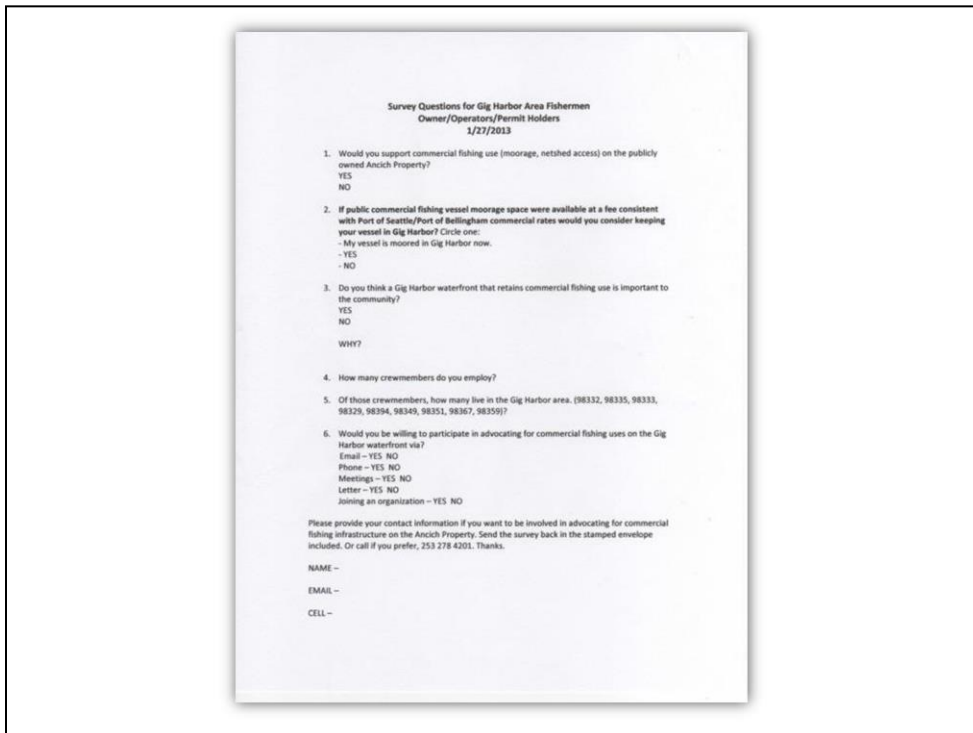 Survey Questions for Gig Harbor Area Fishermen
Owner/Operators/Permit Holders
1/27/2013
1. Would you support commercial fishing use (moorage, netshed access) on the publicly
owned Ancich Property?
YES
NO
2. If public commercial fishing vessel moorage space were available at a fee consistent
with Port of Seattle/Port of Bellingham commercial rates would you consider keeping
your vessel in Gig Harbor? Circle one:
- My vessel is moored in Gig Harbor now.
- YES
- NO
3. Do you think a Gig Harbor waterfront that retains commercial fishing use is important to
the community?
YES
NO
WHY?
4. How many crewmembers do you employ?
5. Of those crewmembers, how many live in the Gig Harbor area. (98332, 98335, 98333,
98329, 98394, 98349, 98351, 98367, 98359)?
6. Would you be willing to participate in advocating for commercial fishing uses on the Gig
Harbor waterfront via?
Email – YES NO
Phone – YES NO
Meetings – YES NO
Letter – YES NO
Joining an organization – YES NO
Please provide your contact information if you want to be involved in advocating for commercial
fishing infrastructure on the Ancich Property. Send the survey back in the stamped envelope
included. Or call if you prefer, 253 278 4201. Thanks.
NAME –
EMAIL –
CELL –